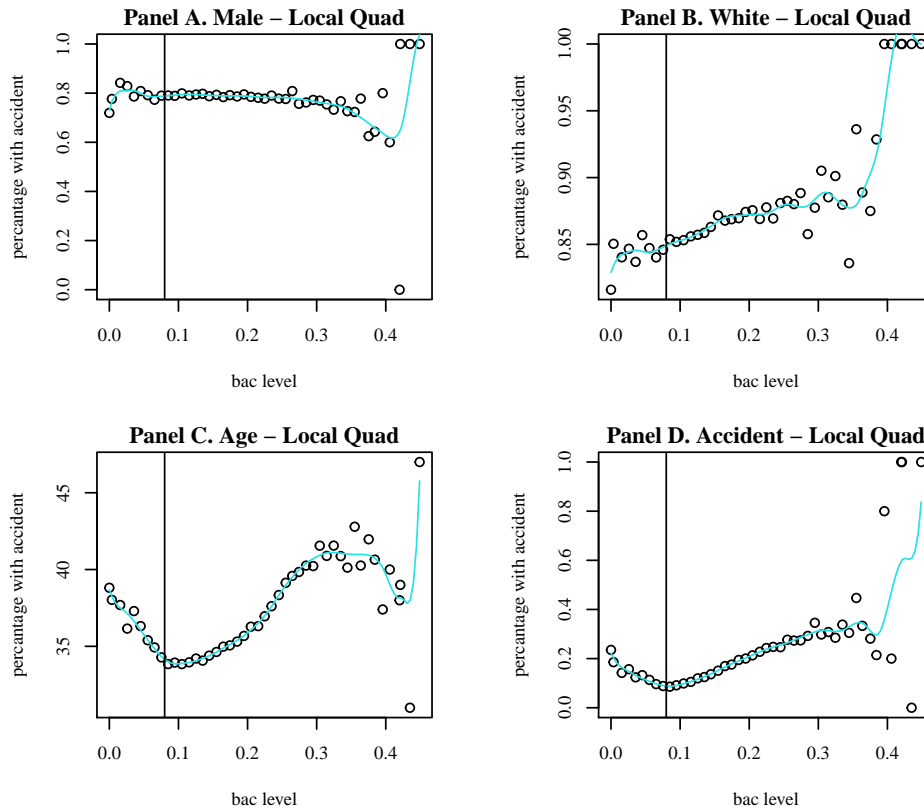 Panel A. Male − Local Quad
percantage with accident
0.0 0.2 0.4 0.6 0.8 1.0
0.0 0.1 0.2 0.3 0.4
bac level
Panel B. White − Local Quad
percantage with accident
0.85 0.90 0.95 1.00
0.0 0.1 0.2 0.3 0.4
bac level
Panel C. Age − Local Quad
percantage with accident
35 40 45
0.0 0.1 0.2 0.3 0.4
bac level
Panel D. Accident − Local Quad
percantage with accident
0.0 0.2 0.4 0.6 0.8 1.0
0.0 0.1 0.2 0.3 0.4
bac level